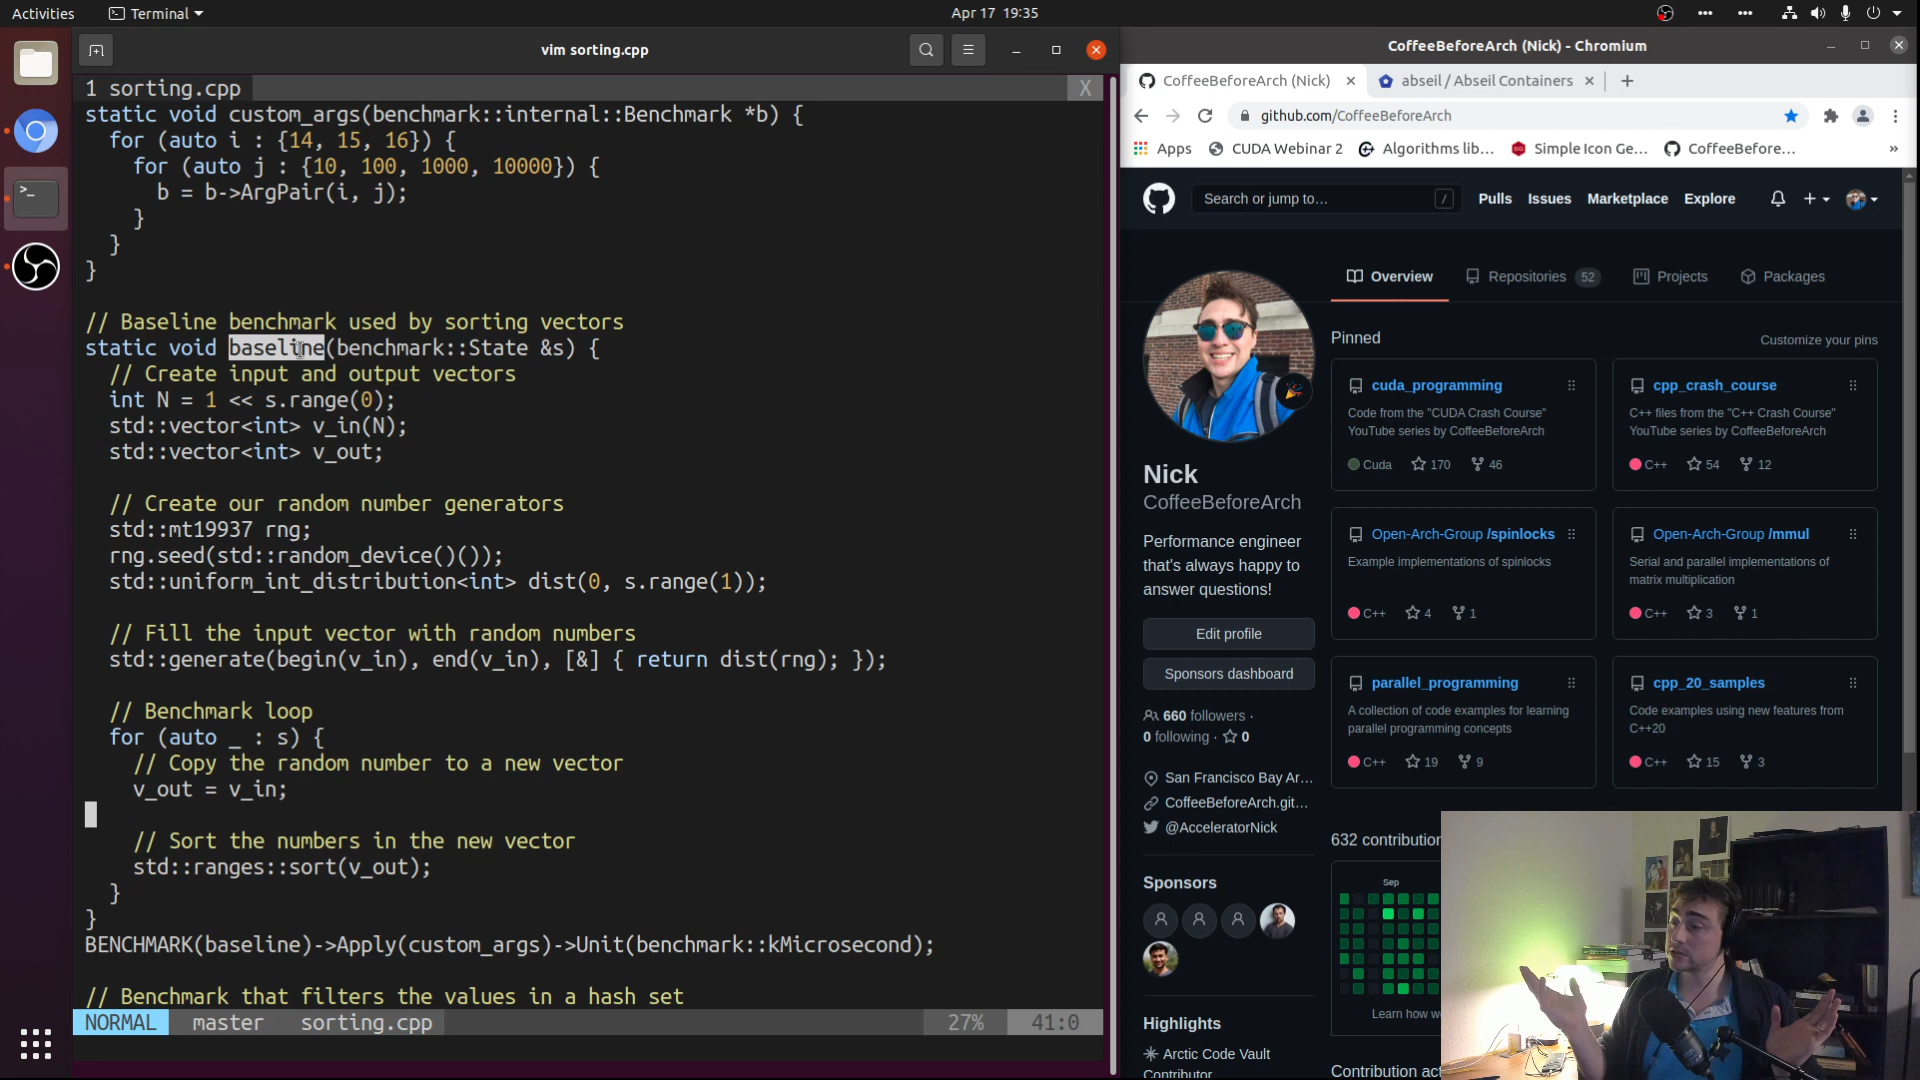 Activities
Terminal
Apr 17 19:35
vim sorting.cpp
1 sorting.cpp
X
static void custom_args(benchmark::internal::Benchmark *b) {
for (auto i : {14, 15, 16}) {
for (auto j : {10, 100, 1000, 10000}) {
b = b->ArgPair(i, j);
}
}
}
// Baseline benchmark used by sorting vectors
static void baseline(benchmark::State &s) {
// Create input and output vectors
int N = 1 << s.range(0);
std::vector<int> v_in(N);
std::vector<int> v_out;
// Create our random number generators
std::mt19937 rng;
rng.seed(std::random_device()());
std::uniform_int_distribution<int> dist(0, s.range(1));
// Fill the input vector with random numbers
std::generate(begin(v_in), end(v_in), [&] { return dist(rng); });
// Benchmark loop
for (auto _ : s) {
// Copy the random number to a new vector
v_out = v_in;
// Sort the numbers in the new vector
std::ranges::sort(v_out);
}
}
BENCHMARK(baseline)->Apply(custom_args)->Unit(benchmark::kMicrosecond);
// Benchmark that filters the values in a hash set
NORMAL master sorting.cpp 27% 41:0
CoffeeBeforeArch (Nick) - Chromium
CoffeeBeforeArch (Nick)
abseil / Abseil Containers
github.com/CoffeeBeforeArch
Apps
CUDA Webinar 2
Algorithms lib...
Simple Icon Ge...
CoffeeBefore...
»
Search or jump to...
/
Pulls
Issues
Marketplace
Explore
Overview
Repositories 52
Projects
Packages
Nick
CoffeeBeforeArch
Performance engineer
that's always happy to
answer questions!
Edit profile
Sponsors dashboard
660 followers ·
0 following · 0
San Francisco Bay Ar...
CoffeeBeforeArch.git...
@AcceleratorNick
Sponsors
Highlights
Arctic Code Vault
Contributor
Pinned
Customize your pins
cuda_programming
Code from the "CUDA Crash Course"
YouTube series by CoffeeBeforeArch
Cuda 170 46
cpp_crash_course
C++ files from the "C++ Crash Course"
YouTube series by CoffeeBeforeArch
C++ 54 12
Open-Arch-Group /spinlocks
Example implementations of spinlocks
C++ 4 1
Open-Arch-Group /mmul
Serial and parallel implementations of
matrix multiplication
C++ 3 1
parallel_programming
A collection of code examples for learning
parallel programming concepts
C++ 19 9
cpp_20_samples
Code examples using new features from
C++20
C++ 15 3
632 contribution
Sep
Learn how w
Contribution act